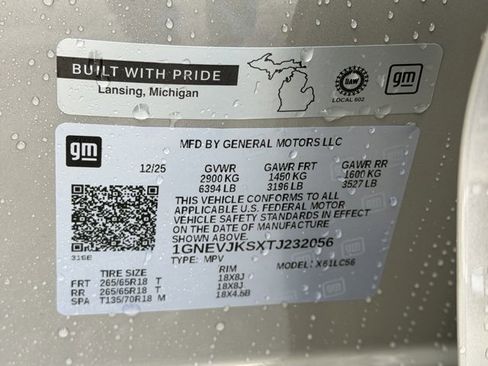 BUILT WITH PRIDE
Lansing, Michigan
UAW
LOCAL 602
gm
gm
MFD BY GENERAL MOTORS LLC
12/25 GVWR GAWR FRT GAWR RR
2900 KG 1450 KG 1600 KG
6394 LB 3196 LB 3527 LB
THIS VEHICLE CONFORMS TO ALL
APPLICABLE U.S. FEDERAL MOTOR
VEHICLE SAFETY STANDARDS IN EFFECT
ON THE DATE OF MANUFACTURE
SHOWN ABOVE.
1GNEVJKSXTJ232056
316E TYPE: MPV MODEL: X61LC56
TIRE SIZE RIM
FRT 265/65R18 T 18X8J
RR 265/65R18 T 18X8J
SPA T135/70R18 M 18X4.5B